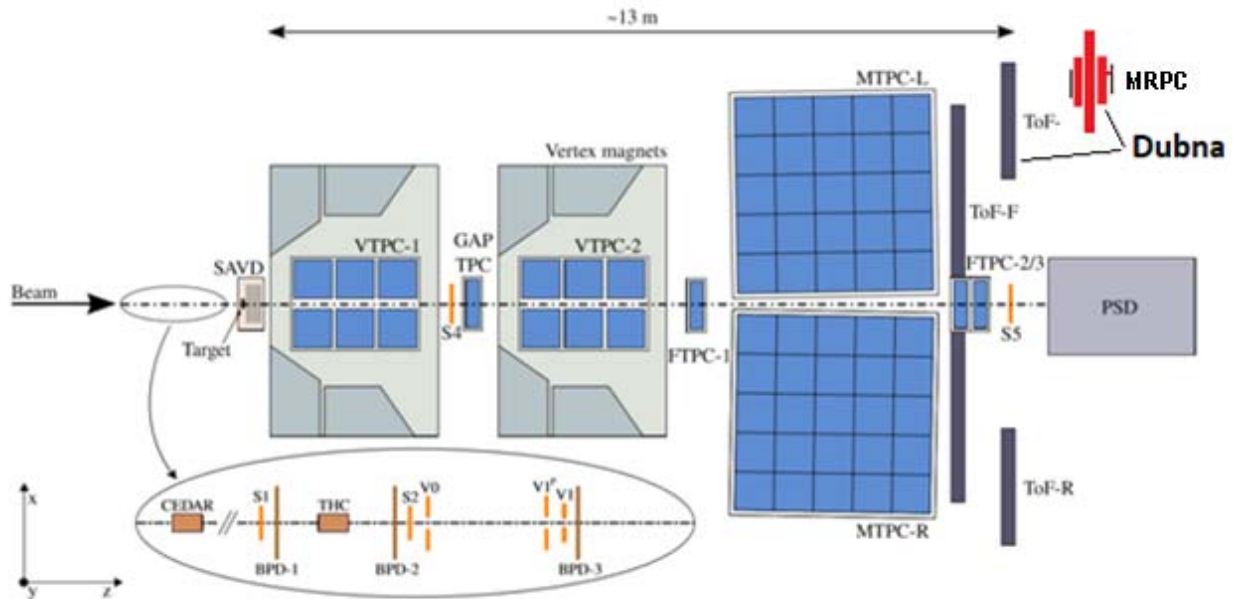 ~13 m
MTPC-L
MRPC
ToF-
Dubna
Vertex magnets
ToF-F
GAP
TPC
VTPC-1
VTPC-2
SAVD
FTPC-2/3
Beam
PSD
Target
S4
FTPC-1
S5
x
CEDAR
S1
THC
S2
V0
V1ᴾ
V1
ToF-R
MTPC-R
BPD-1
BPD-2
BPD-3
y
z